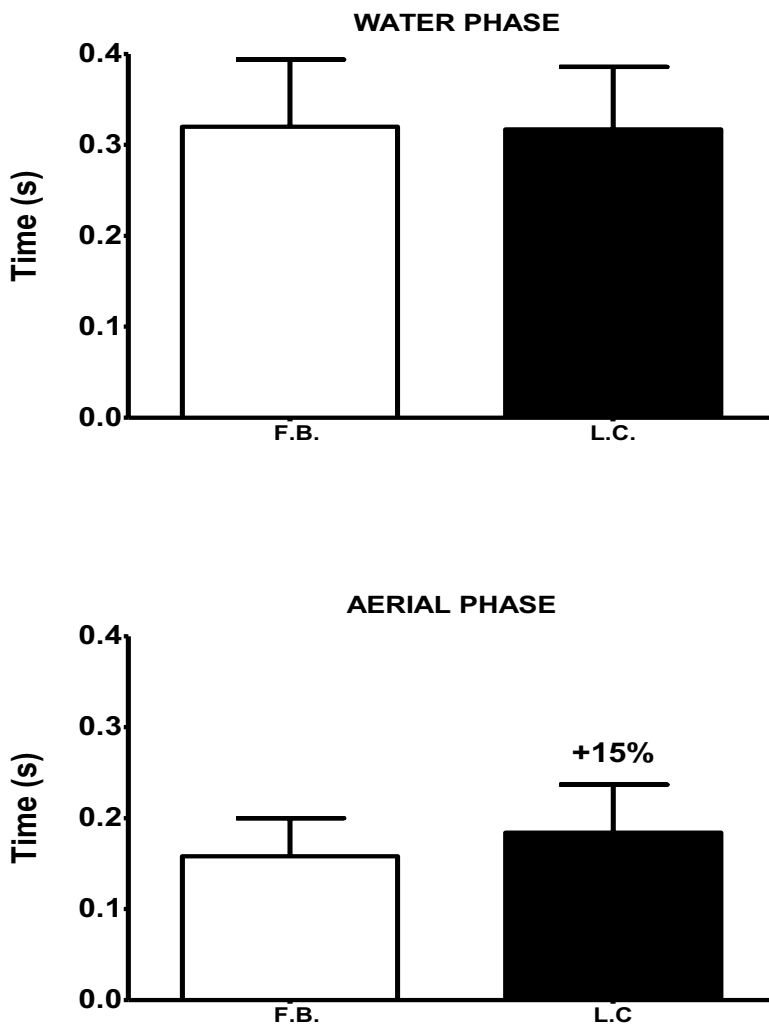 WATER PHASE
0.4
0.3
0.2
0.1
0.0
Time (s)
F.B. L.C.
AERIAL PHASE
0.4
0.3
0.2
0.1
0.0
Time (s)
+15%
F.B. L.C